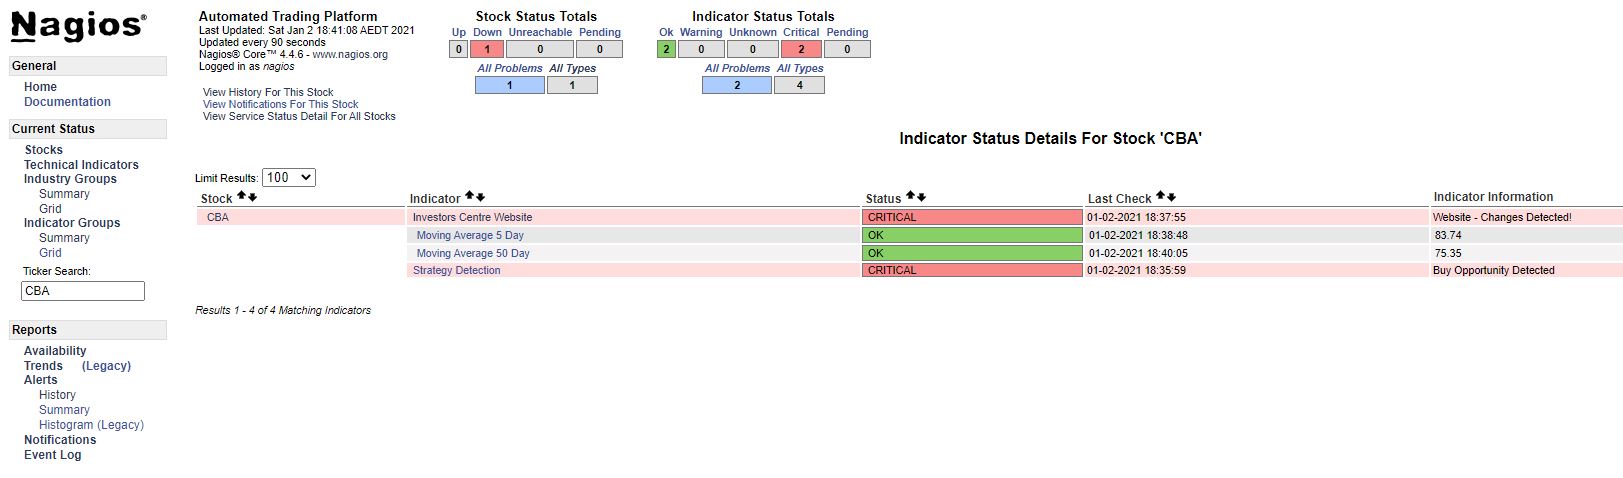 Nagios®
General
Home
Documentation
Current Status
Stocks
Technical Indicators
Industry Groups
Summary
Grid
Indicator Groups
Summary
Grid
Ticker Search:
CBA
Reports
Availability
Trends (Legacy)
Alerts
History
Summary
Histogram (Legacy)
Notifications
Event Log
Automated Trading Platform
Last Updated: Sat Jan 2 18:41:08 AEDT 2021
Updated every 90 seconds
Nagios® Core™ 4.4.6 - www.nagios.org
Logged in as nagios
View History For This Stock
View Notifications For This Stock
View Service Status Detail For All Stocks
Stock Status Totals
Up Down Unreachable Pending
0 1 0 0
All Problems All Types
1 1
Indicator Status Totals
Ok Warning Unknown Critical Pending
2 0 0 2 0
All Problems All Types
2 4
Indicator Status Details For Stock 'CBA'
Limit Results: 100
Stock Indicator Status Last Check Indicator Information
CBA Investors Centre Website CRITICAL 01-02-2021 18:37:55 Website - Changes Detected!
Moving Average 5 Day OK 01-02-2021 18:38:48 83.74
Moving Average 50 Day OK 01-02-2021 18:40:05 75.35
Strategy Detection CRITICAL 01-02-2021 18:35:59 Buy Opportunity Detected
Results 1 - 4 of 4 Matching Indicators